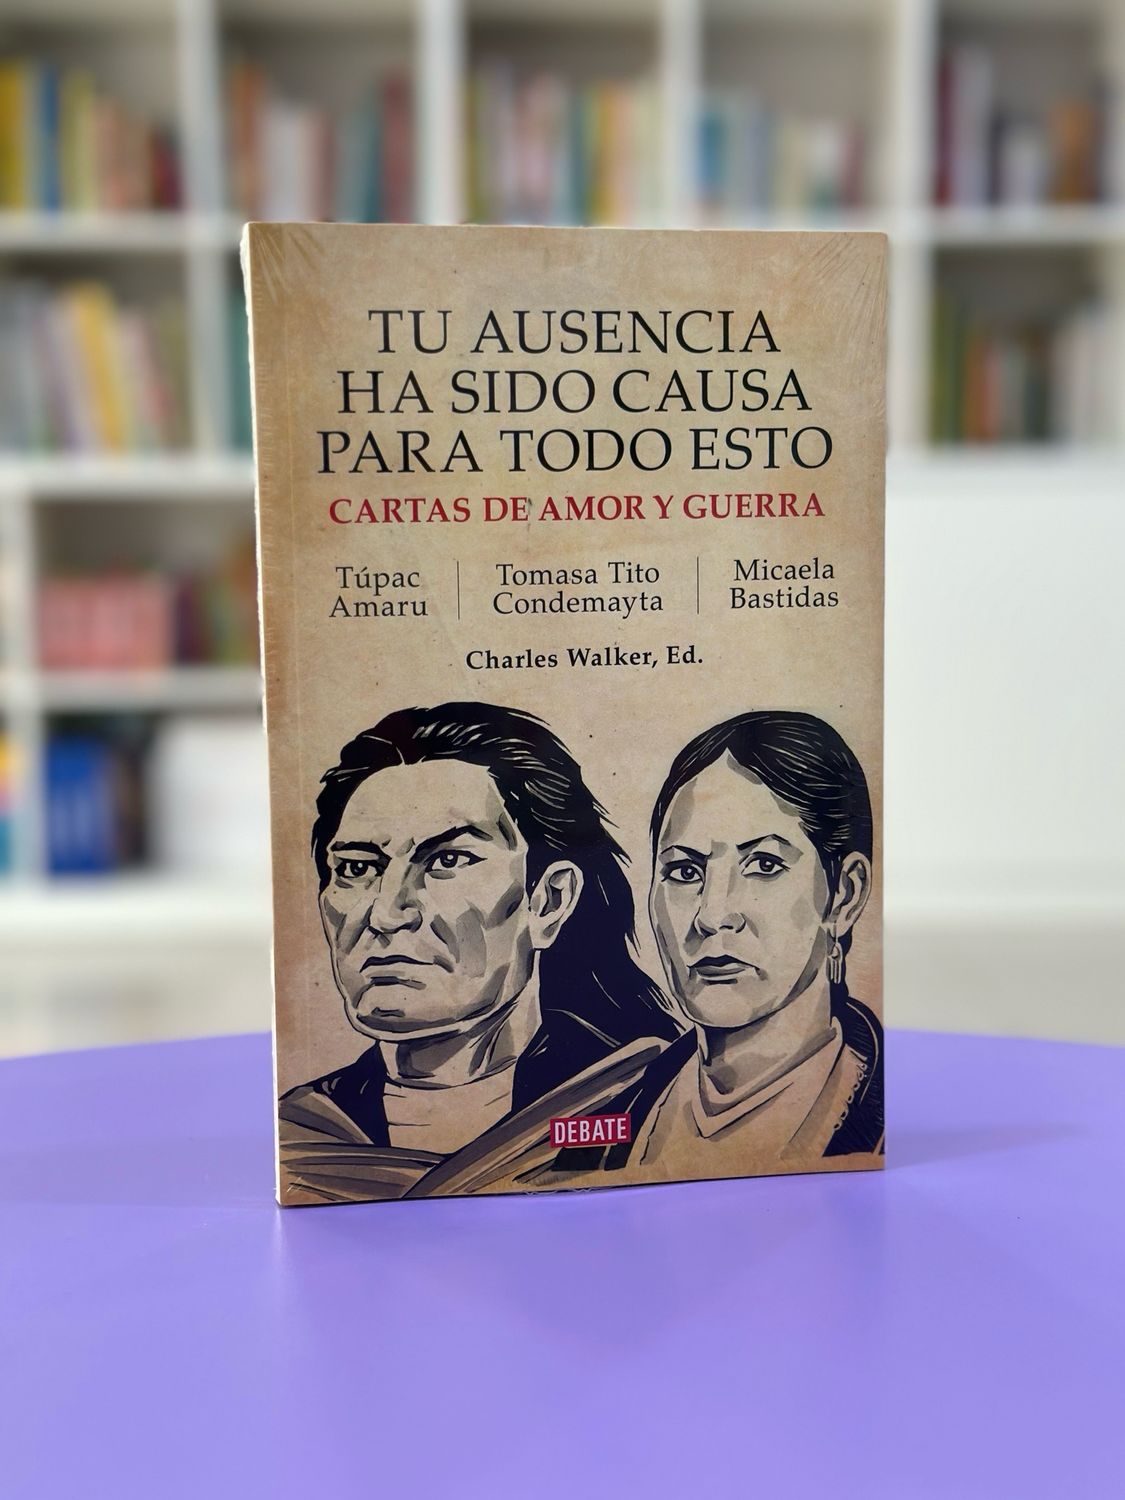 TU AUSENCIA
HA SIDO CAUSA
PARA TODO ESTO
CARTAS DE AMOR Y GUERRA
Túpac
Amaru
Tomasa Tito
Condemayta
Micaela
Bastidas
Charles Walker, Ed.
DEBATE